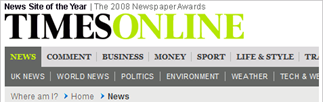 News Site of the Year | The 2008 Newspaper Awards
TIMESONLINE
NEWS COMMENT BUSINESS MONEY SPORT LIFE & STYLE
UK NEWS WORLD NEWS POLITICS ENVIRONMENT WEATHER TECH & WE
Where am I? Home News